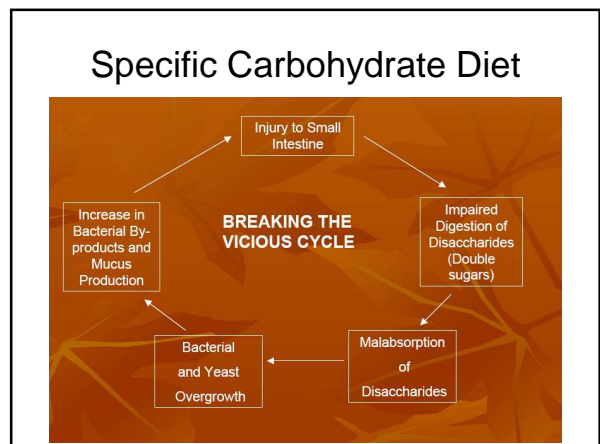 Specific Carbohydrate Diet
Injury to Small
Intestine
Impaired
Digestion of
Disaccharides
(Double
sugars)
Malabsorption
of
Disaccharides
Bacterial
and Yeast
Overgrowth
Increase in
Bacterial By-
products and
Mucus
Production
BREAKING THE
VICIOUS CYCLE